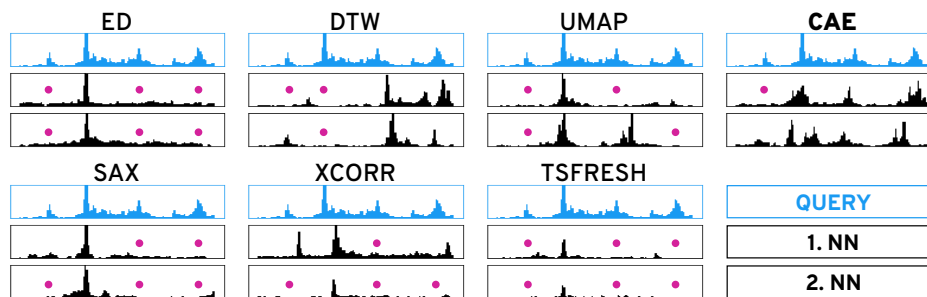 ED DTW UMAP CAE
SAX XCORR TSFRESH
QUERY
1. NN
2. NN